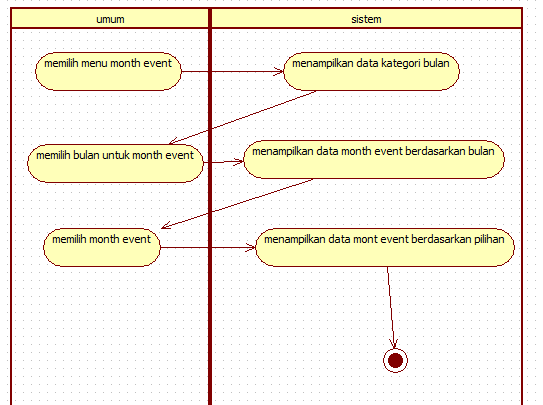 umum
sistem
memilih menu month event
menampilkan data kategori bulan
memilih bulan untuk month event
menampilkan data month event berdasarkan bulan
memilih month event
menampilkan data mont event berdasarkan pilihan